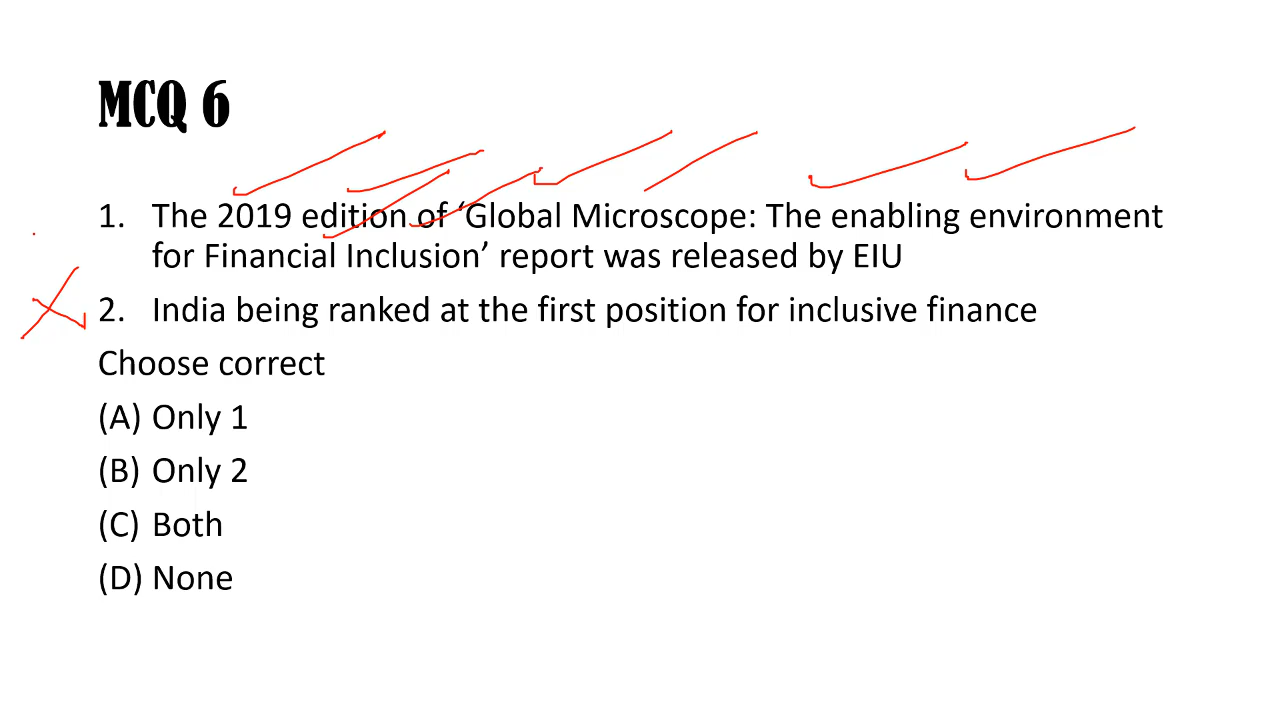 MCQ 6
1. The 2019 edition of ‘Global Microscope: The enabling environment
for Financial Inclusion’ report was released by EIU
2. India being ranked at the first position for inclusive finance
Choose correct
(A) Only 1
(B) Only 2
(C) Both
(D) None